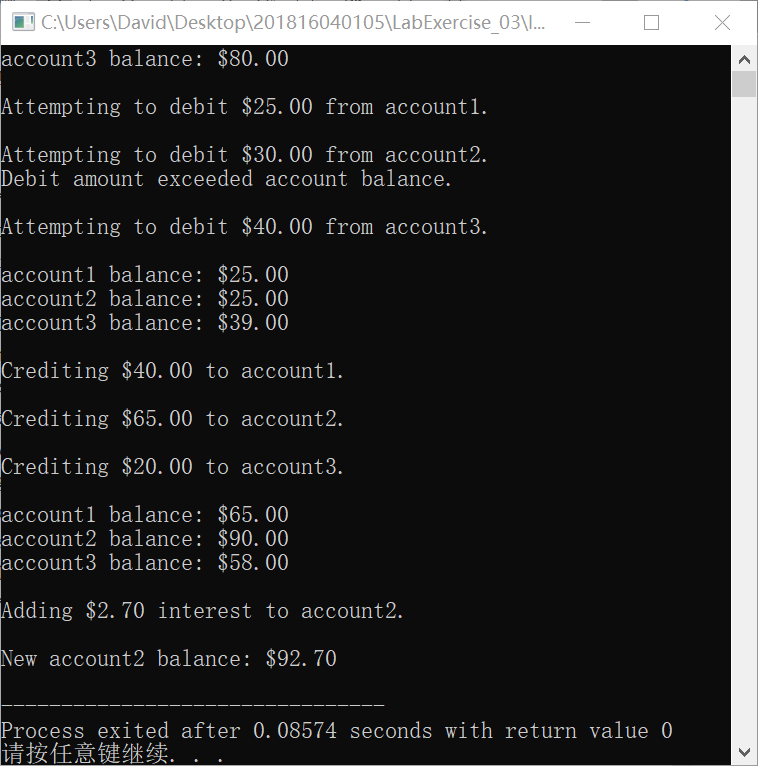 C:\Users\David\Desktop\201816040105\LabExercise_03\l...
account3 balance: $80.00
Attempting to debit $25.00 from account1.
Attempting to debit $30.00 from account2.
Debit amount exceeded account balance.
Attempting to debit $40.00 from account3.
account1 balance: $25.00
account2 balance: $25.00
account3 balance: $39.00
Crediting $40.00 to account1.
Crediting $65.00 to account2.
Crediting $20.00 to account3.
account1 balance: $65.00
account2 balance: $90.00
account3 balance: $58.00
Adding $2.70 interest to account2.
New account2 balance: $92.70
--------------------------------
Process exited after 0.08574 seconds with return value 0
请按任意键继续. . .